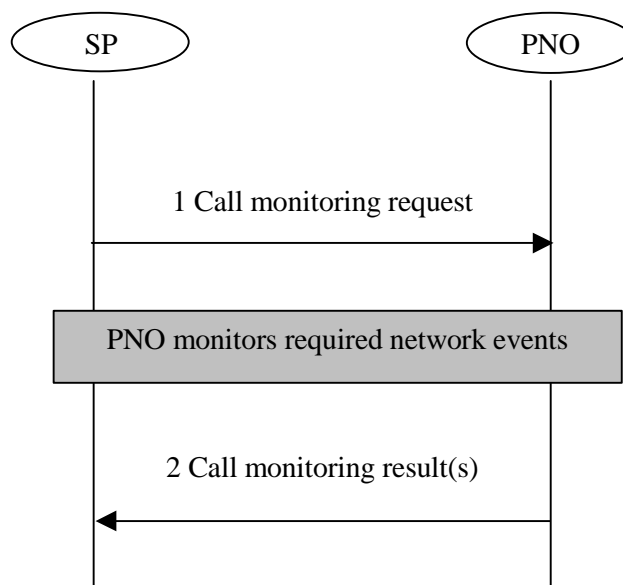 SP
PNO
1 Call monitoring request
PNO monitors required network events
2 Call monitoring result(s)